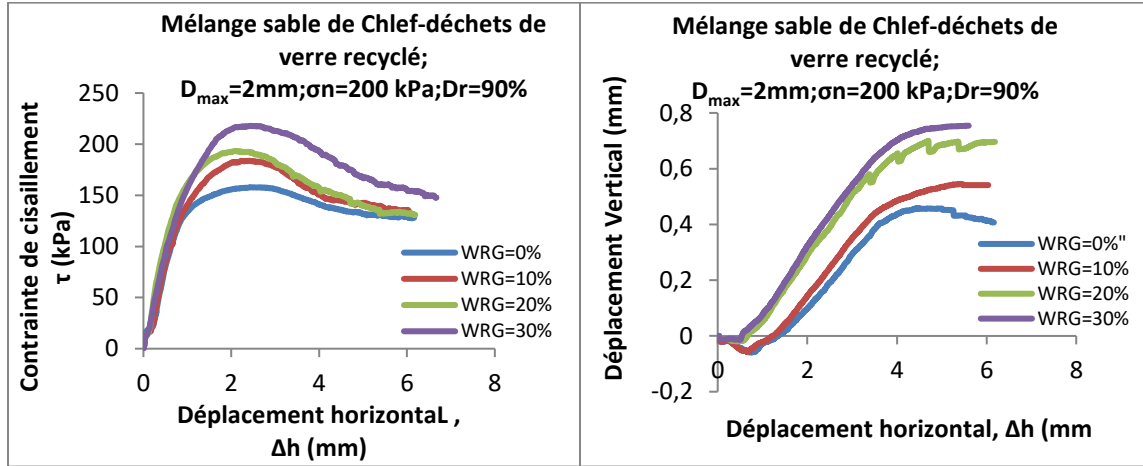 Mélange sable de Chlef-déchets de
verre recyclé;
D_max=2mm;σn=200 kPa;Dr=90%
Contrainte de cisaillement
τ (kPa)
250
200
150
100
50
0
0
2
4
6
8
WRG=0%
WRG=10%
WRG=20%
WRG=30%
Déplacement horizontaL ,
Δh (mm)
Mélange sable de Chlef-déchets de
verre recyclé;
D_max=2mm;σn=200 kPa;Dr=90%
Déplacement Vertical (mm)
0,8
0,6
0,4
0,2
0
-0,2
0
2
4
6
8
WRG=0%"
WRG=10%
WRG=20%
WRG=30%
Déplacement horizontal, Δh (mm